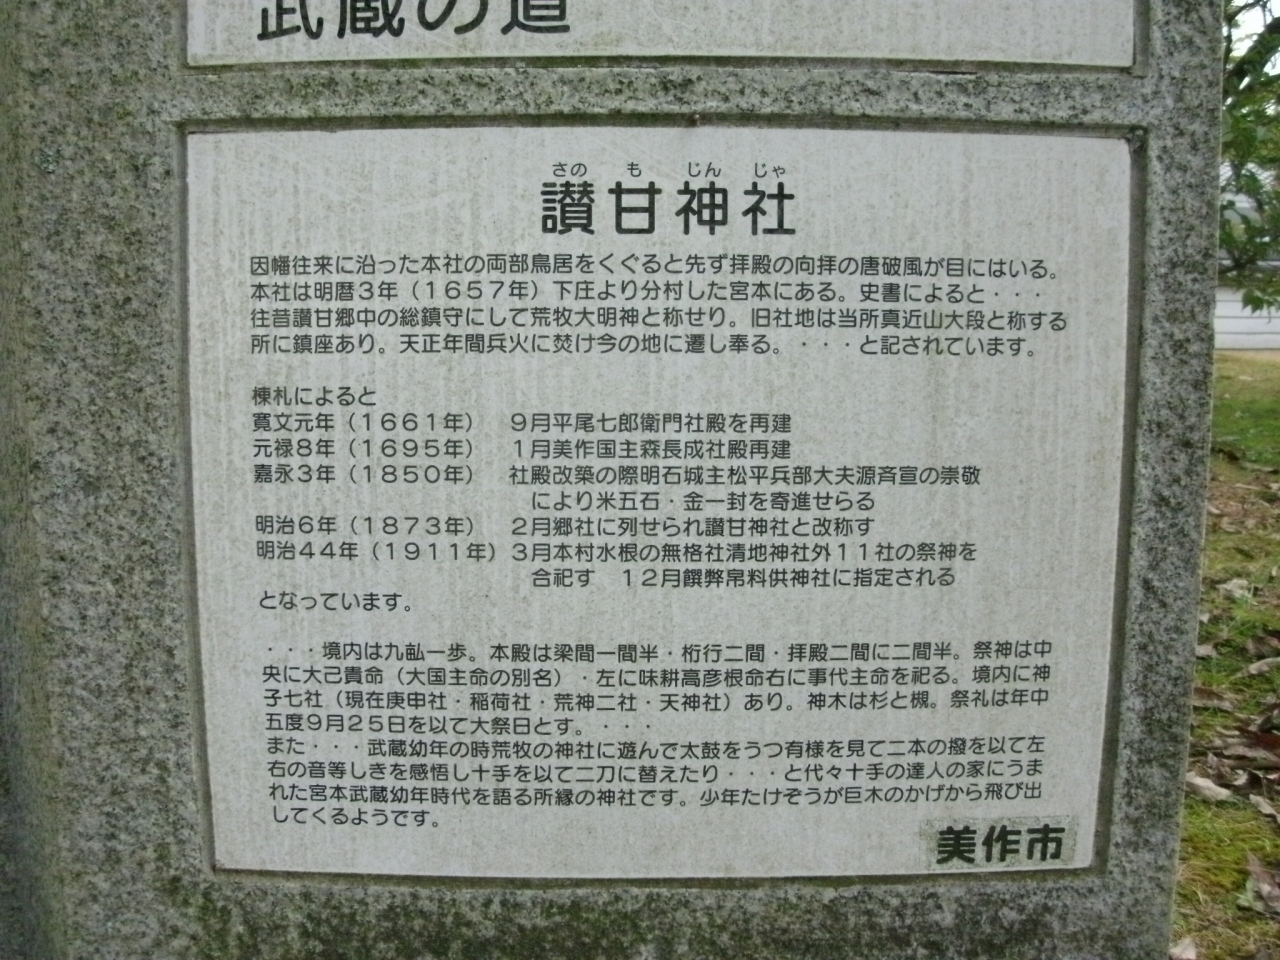 武蔵の道
さの も じん じゃ
讃甘神社
因幡往来に沿った本社の両部鳥居をくぐると先ず拝殿の向拝の唐破風が目にはいる。
本社は明暦３年（１６５７年）下庄より分村した宮本にある。史書によると・・・
往昔讃甘郷中の総鎮守にして荒牧大明神と称せり。旧社地は当所真近山大段と称する
所に鎮座あり。天正年間兵火に焚け今の地に遷し奉る。・・・と記されています。
棟札によると
寛文元年（１６６１年）　９月平尾七郎衛門社殿を再建
元禄８年（１６９５年）　１月美作国主森長成社殿再建
嘉永３年（１８５０年）　社殿改築の際明石城主松平兵部大夫源斉宣の崇敬
により米五石・金一封を寄進せらる
明治６年（１８７３年）　２月郷社に列せられ讃甘神社と改称す
明治４４年（１９１１年）３月本村水根の無格社清地神社外１１社の祭神を
合祀す　１２月饌弊帛料供神社に指定される
となっています。
・・・境内は九畝一歩。本殿は梁間一間半・桁行二間・拝殿二間に二間半。祭神は中
央に大己貴命（大国主命の別名）・左に味耕高彦根命右に事代主命を祀る。境内に神
子七社（現在庚申社・稲荷社・荒神二社・天神社）あり。神木は杉と槻。祭礼は年中
五度９月２５日を以て大祭日とす。・・・
また・・・武蔵幼年の時荒牧の神社に遊んで太鼓をうつ有様を見て二本の撥を以て左
右の音等しきを感悟し十手を以て二刀に替えたり・・・と代々十手の達人の家にうま
れた宮本武蔵幼年時代を語る所縁の神社です。少年たけぞうが巨木のかげから飛び出
してくるようです。
美作市